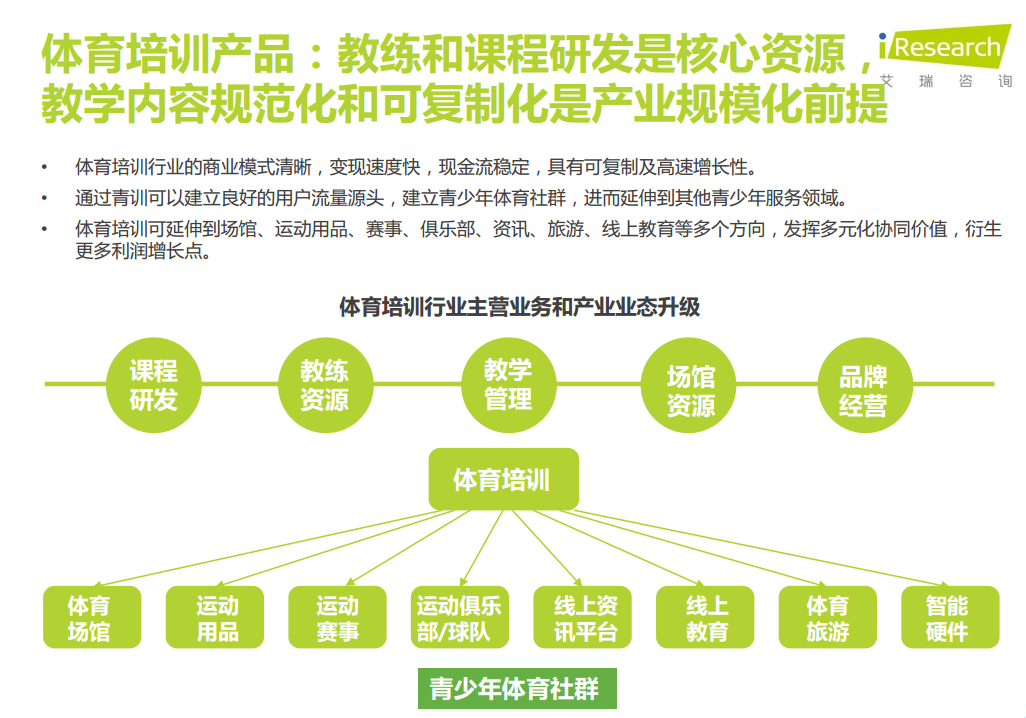 体育培训产品：教练和课程研发是核心资源，
教学内容规范化和可复制化是产业规模化前提
iResearch
艾瑞咨询
• 体育培训行业的商业模式清晰，变现速度快，现金流稳定，具有可复制及高速增长性。
• 通过青训可以建立良好的用户流量源头，建立青少年体育社群，进而延伸到其他青少年服务领域。
• 体育培训可延伸到场馆、运动用品、赛事、俱乐部、资讯、旅游、线上教育等多个方向，发挥多元化协同价值，衍生
更多利润增长点。
体育培训行业主营业务和产业业态升级
课程
研发
教练
资源
教学
管理
场馆
资源
品牌
经营
体育培训
体育
场馆
运动
用品
运动
赛事
运动俱乐
部/球队
线上资
讯平台
线上
教育
体育
旅游
智能
硬件
青少年体育社群